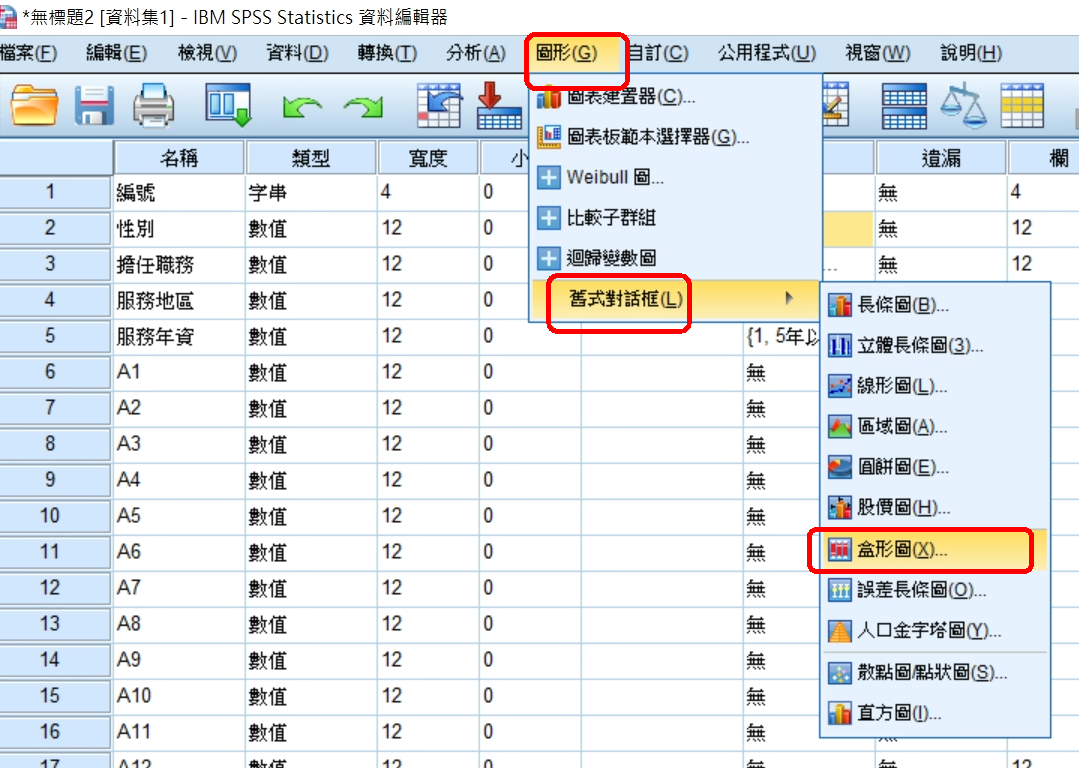 *無標題2 [資料集1] - IBM SPSS Statistics 資料編輯器
檔案(F) 編輯(E) 檢視(V) 資料(D) 轉換(T) 分析(A) 圖形(G) 自訂(C) 公用程式(U) 視窗(W) 說明(H)
圖表建置器(C)...
圖表板範本選擇器(G)...
Weibull 圖...
比較子群組
迴歸變數圖
舊式對話框(L)
長條圖(B)...
立體長條圖(3)...
線形圖(L)...
區域圖(A)...
圓餅圖(E)...
股價圖(H)...
盒形圖(X)...
誤差長條圖(O)...
人口金字塔圖(Y)...
散點圖/點狀圖(S)...
直方圖(I)...
名稱 類型 寬度 小 遺漏 欄
1 編號 字串 4 0 無 4
2 性別 數值 12 0 無 12
3 擔任職務 數值 12 0 ... 無 12
4 服務地區 數值 12 0
5 服務年資 數值 12 0 {1, 5年以
6 A1 數值 12 0 無
7 A2 數值 12 0 無
8 A3 數值 12 0 無
9 A4 數值 12 0 無
10 A5 數值 12 0 無
11 A6 數值 12 0 無
12 A7 數值 12 0 無
13 A8 數值 12 0 無
14 A9 數值 12 0 無
15 A10 數值 12 0 無
16 A11 數值 12 0 無
17 A12 數值 12 0 無 無 12